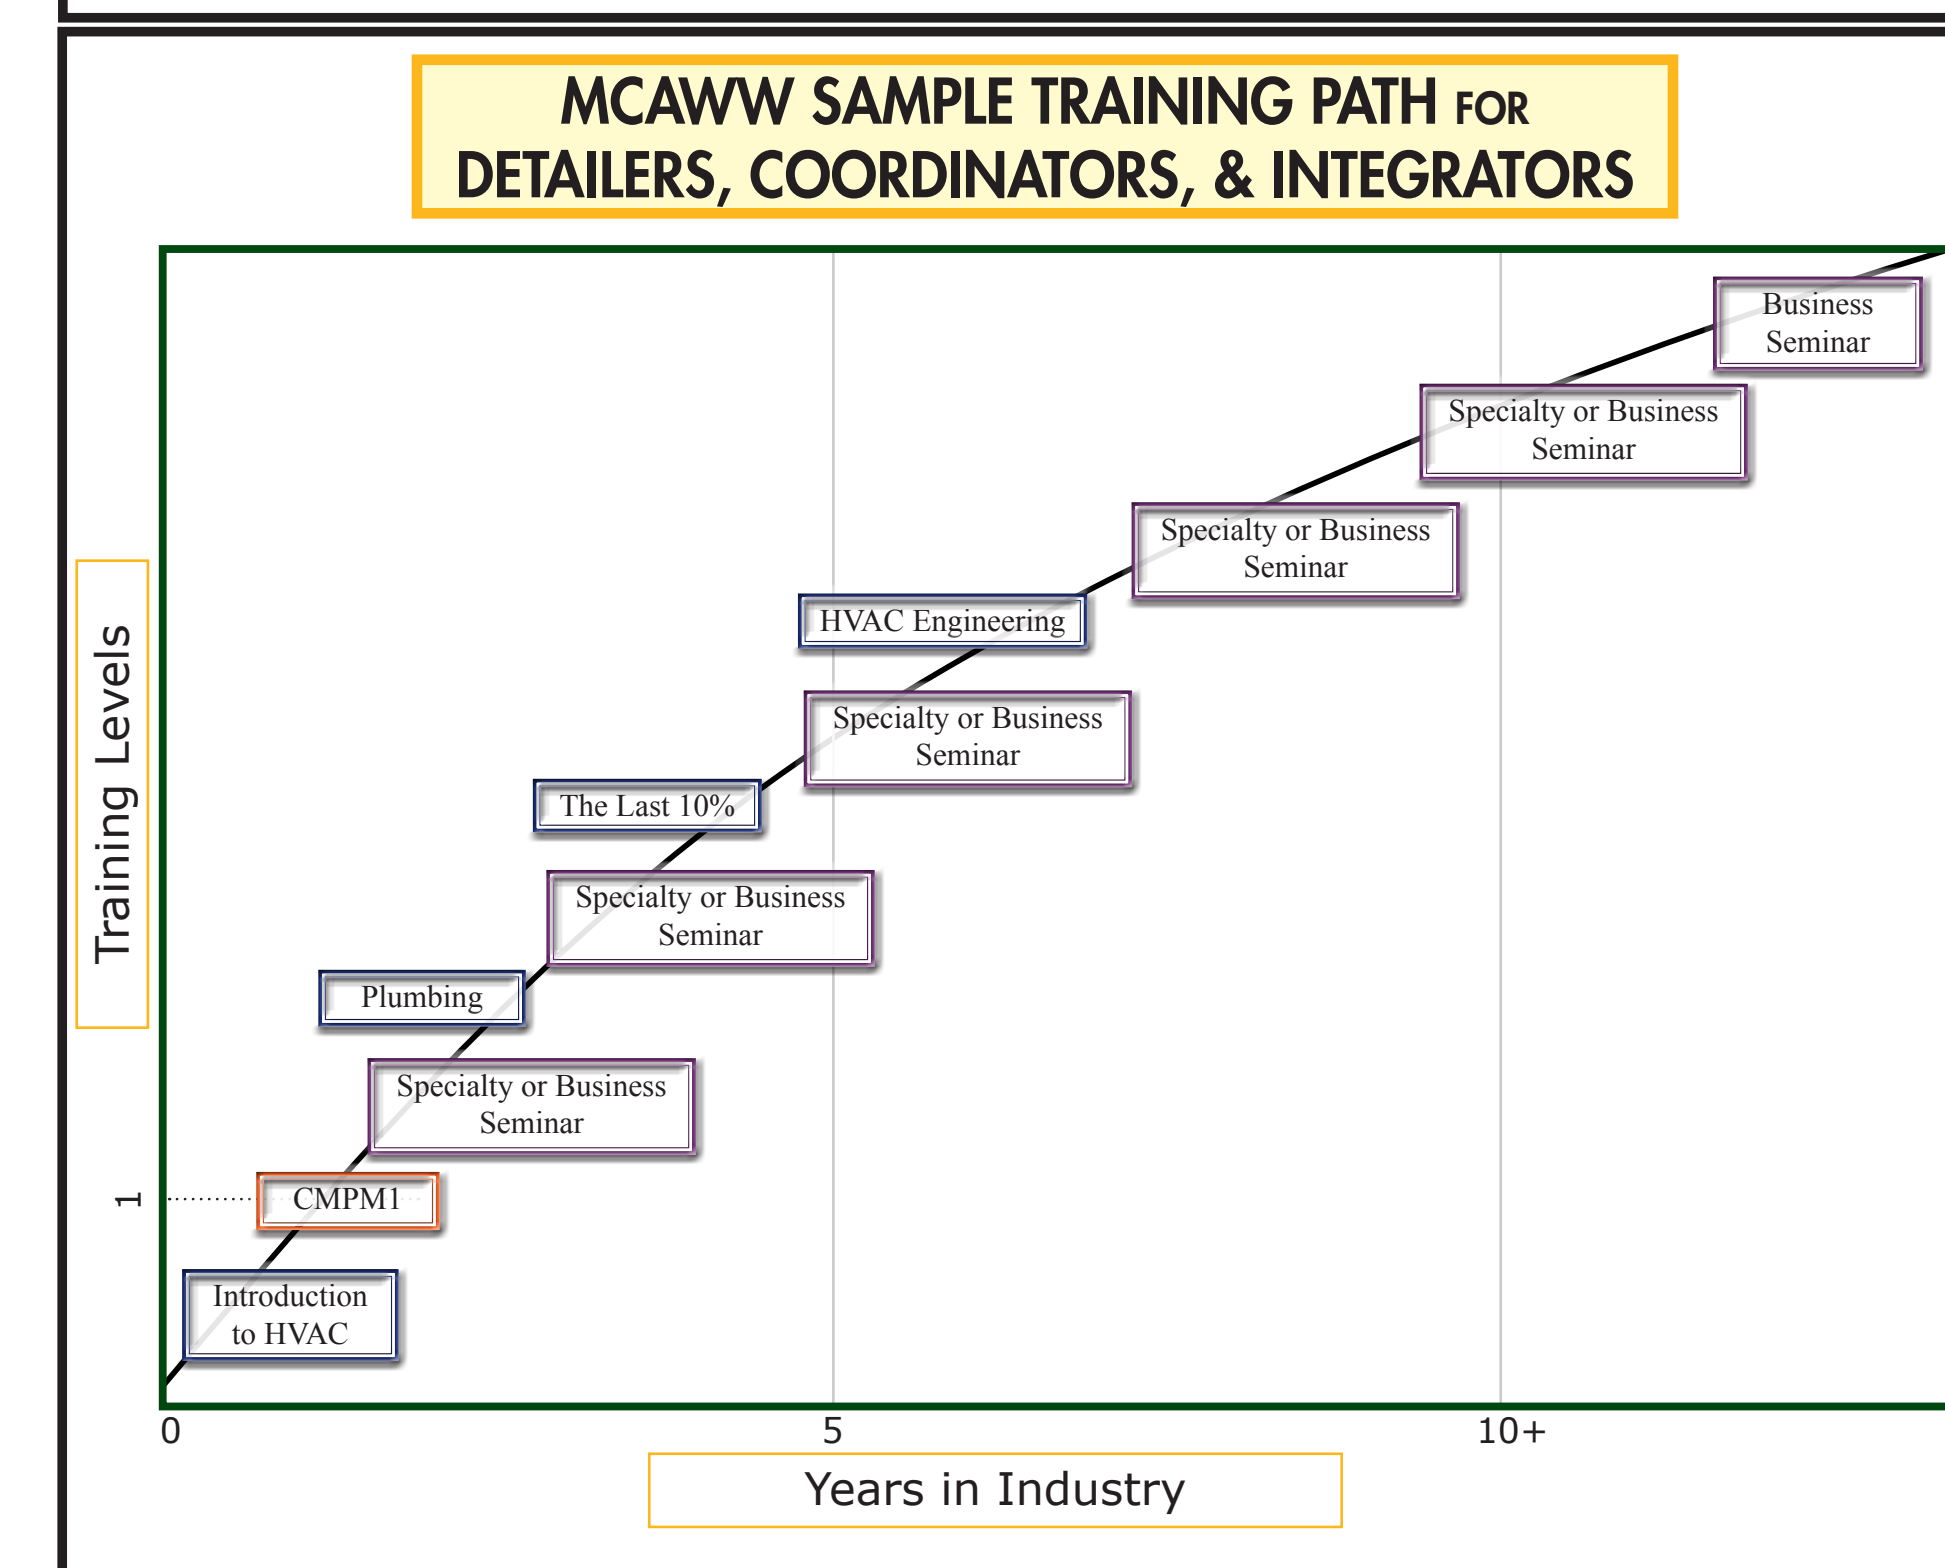 MCAWW SAMPLE TRAINING PATH FOR
DETAILERS, COORDINATORS, & INTEGRATORS
Business
Seminar
Specialty or Business
Seminar
Specialty or Business
Seminar
HVAC Engineering
Specialty or Business
Seminar
The Last 10%
Specialty or Business
Seminar
Plumbing
Specialty or Business
Seminar
CMPM1
Introduction
to HVAC
Training Levels
1
0
5
10+
Years in Industry